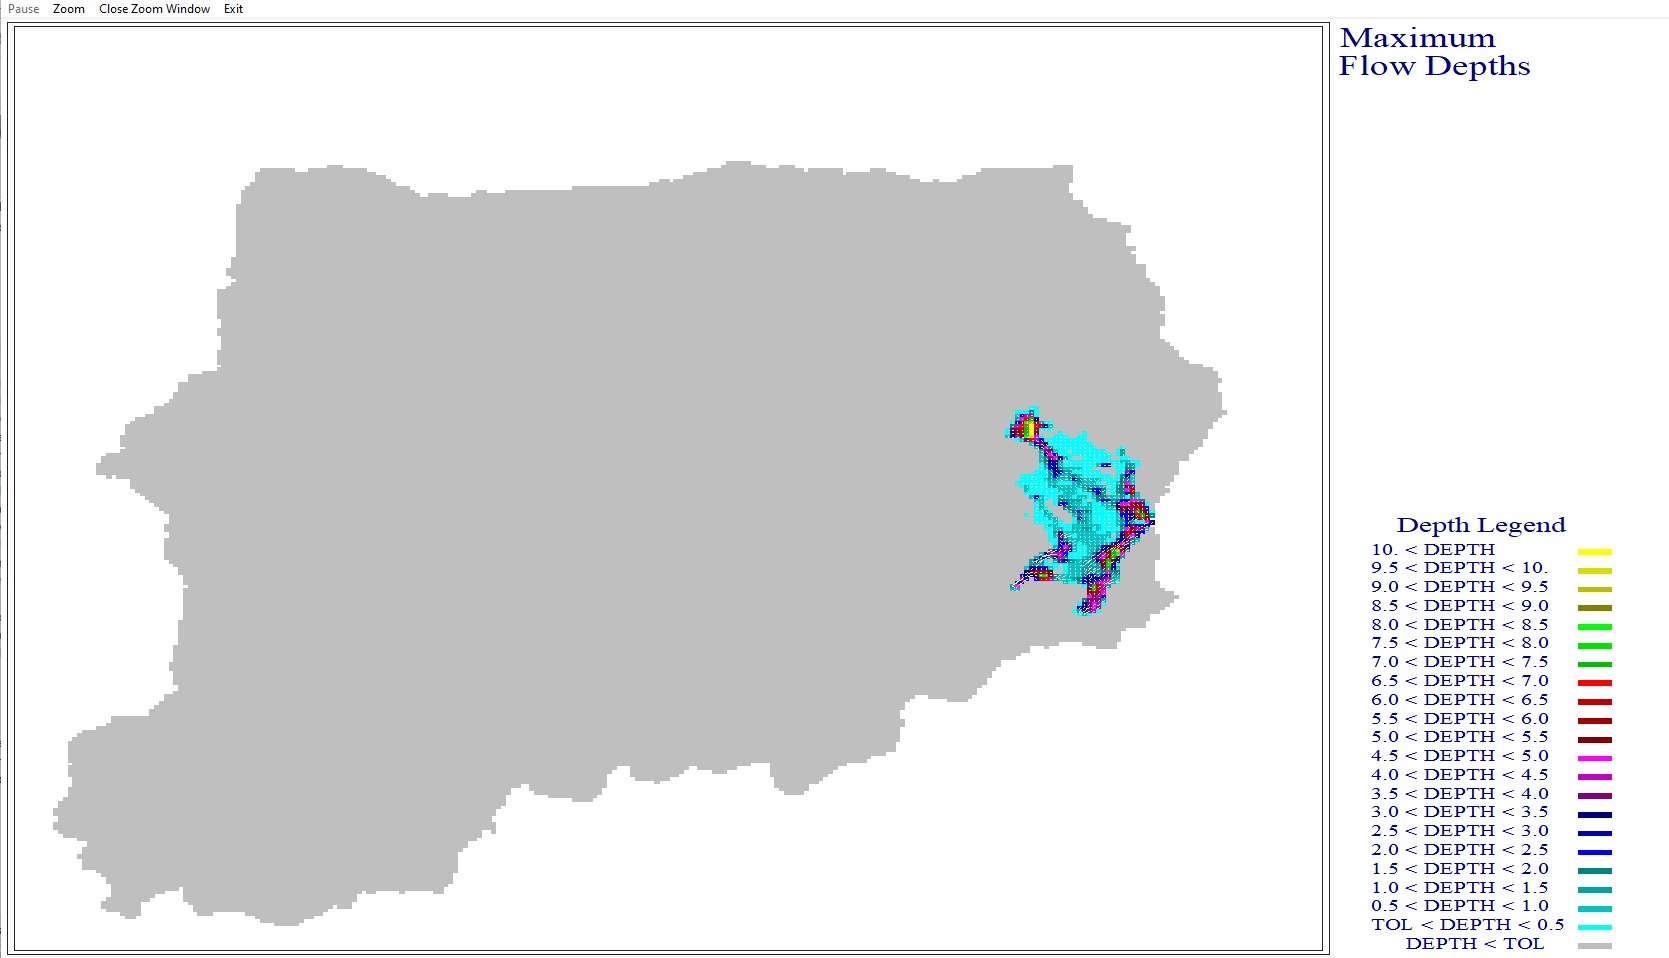 Pause Zoom Close Zoom Window Exit
Maximum
Flow Depths
Depth Legend
10. < DEPTH
9.5 < DEPTH < 10.
9.0 < DEPTH < 9.5
8.5 < DEPTH < 9.0
8.0 < DEPTH < 8.5
7.5 < DEPTH < 8.0
7.0 < DEPTH < 7.5
6.5 < DEPTH < 7.0
6.0 < DEPTH < 6.5
5.5 < DEPTH < 6.0
5.0 < DEPTH < 5.5
4.5 < DEPTH < 5.0
4.0 < DEPTH < 4.5
3.5 < DEPTH < 4.0
3.0 < DEPTH < 3.5
2.5 < DEPTH < 3.0
2.0 < DEPTH < 2.5
1.5 < DEPTH < 2.0
1.0 < DEPTH < 1.5
0.5 < DEPTH < 1.0
TOL < DEPTH < 0.5
DEPTH < TOL